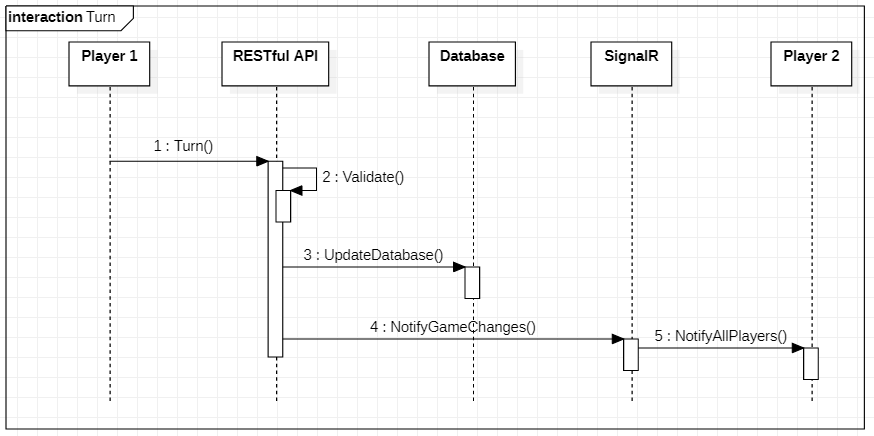 interaction Turn
Player 1
RESTful API
Database
SignalR
Player 2
1 : Turn()
2 : Validate()
3 : UpdateDatabase()
4 : NotifyGameChanges()
5 : NotifyAllPlayers()